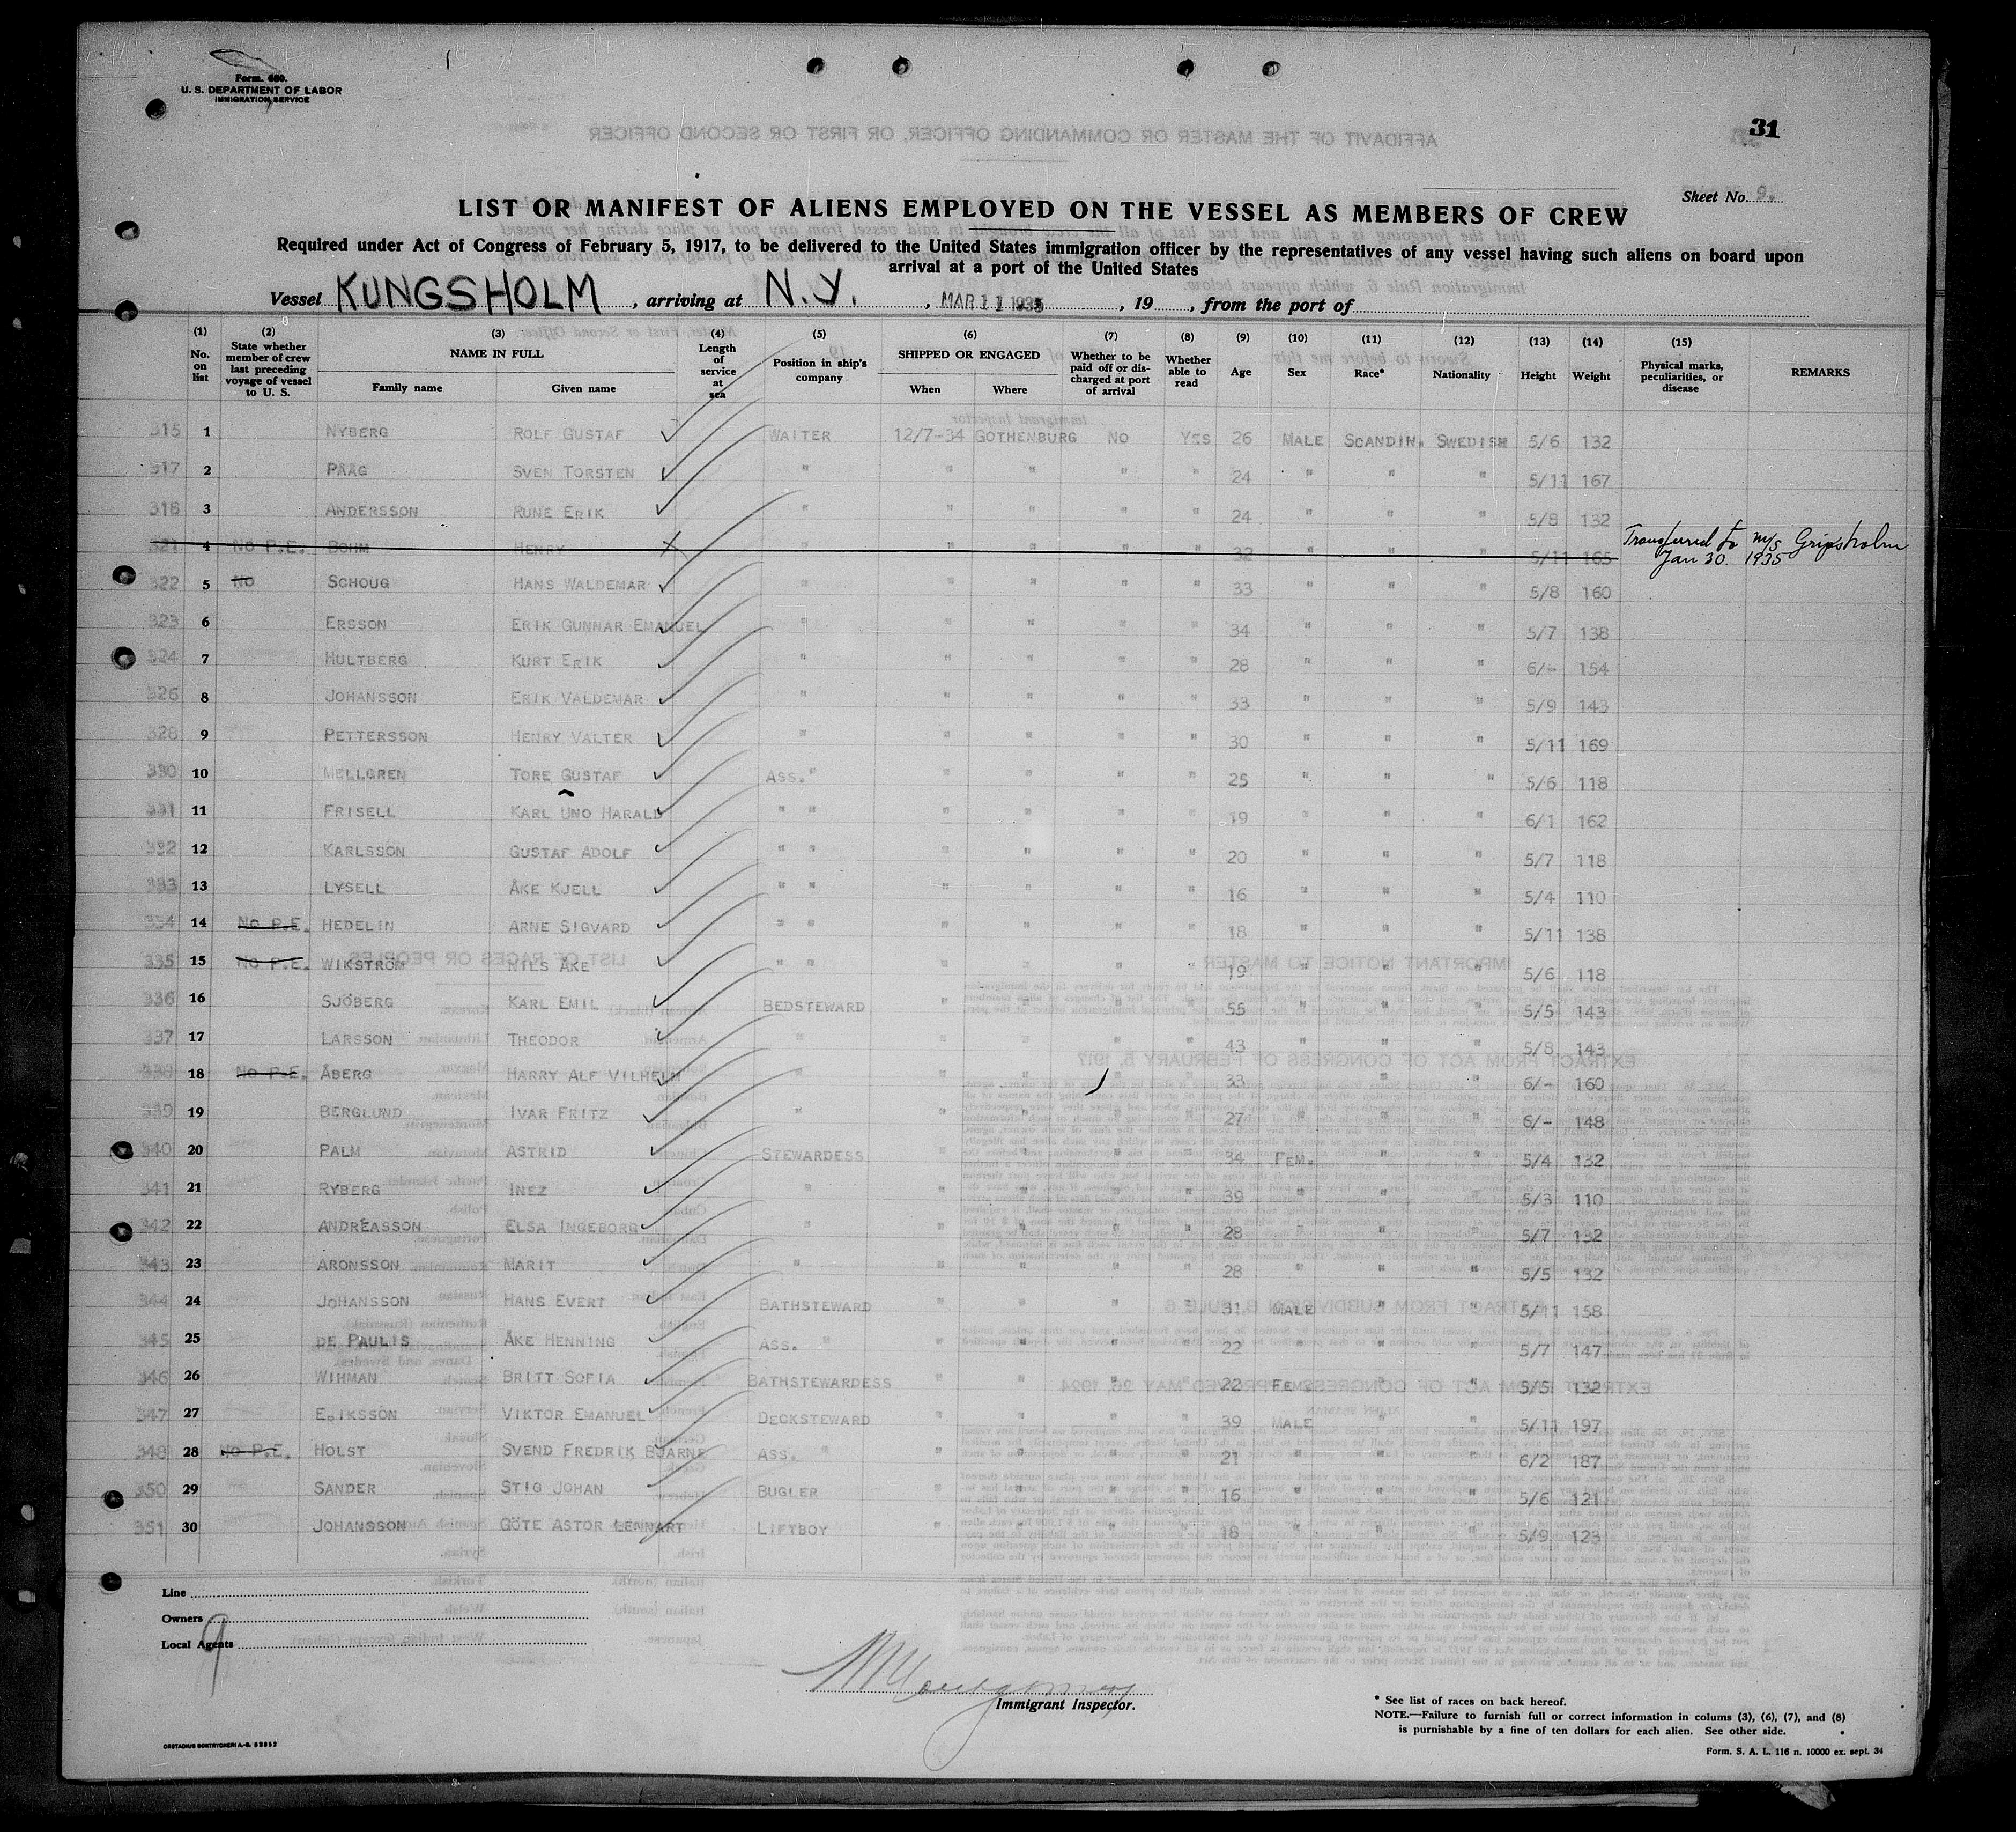 Form. 680.
U. S. DEPARTMENT OF LABOR
IMMIGRATION SERVICE
31
Sheet No. 9.
LIST OR MANIFEST OF ALIENS EMPLOYED ON THE VESSEL AS MEMBERS OF CREW
Required under Act of Congress of February 5, 1917, to be delivered to the United States immigration officer by the representatives of any vessel having such aliens on board upon
arrival at a port of the United States
Vessel KUNGSHOLM, arriving at N.Y., MAR 11 1935, 19, from the port of
(1) No. on list (2) State whether member of crew last preceding voyage of vessel to U. S. (3) NAME IN FULL Family name Given name (4) Length of service at sea (5) Position in ship's company (6) SHIPPED OR ENGAGED When Where (7) Whether to be paid off or discharged at port of arrival (8) Whether able to read (9) Age (10) Sex (11) Race* (12) Nationality (13) Height (14) Weight (15) Physical marks, peculiarities, or disease REMARKS
315 1 NYBERG ROLF GUSTAF WAITER 12/7-34 GOTHENBURG NO YES 26 MALE SCANDIN. SWEDISH 5/6 132
317 2 PÄÄG SVEN TORSTEN " " " " " 24 " " " 5/11 167
318 3 ANDERSSON RUNE ERIK " " " " " 24 " " " 5/8 132
321 4 NO P.E. BOHM HENRY " " " " " 32 " " " 5/11 165 Transferred to m/s Gripsholm
Jan 30. 1935
322 5 NO SCHOUG HANS WALDEMAR " " " " " 33 " " " 5/8 160
323 6 ERSSON ERIK GUNNAR EMANUEL " " " " " 34 " " " 5/7 138
324 7 HULTBERG KURT ERIK " " " " " 28 " " " 6/- 154
326 8 JOHANSSON ERIK VALDEMAR " " " " " 33 " " " 5/9 143
328 9 PETTERSSON HENRY VALTER " " " " " 30 " " " 5/11 169
330 10 MELLGREN TORE GUSTAF ASS. " " " " " 25 " " " 5/6 118
331 11 FRISELL KARL UNO HARALD " " " " " " 19 " " " 6/1 162
332 12 KARLSSON GUSTAF ADOLF " " " " " " 20 " " " 5/7 118
333 13 LYSELL ÅKE KJELL " " " " " " 16 " " " 5/4 110
334 14 NO P.E. HEDELIN ARNE SIGVARD " " " " " " 18 " " " 5/11 138
335 15 NO P.E. WIKSTRÖM NILS ÅKE " " " " " " 19 " " " 5/6 118
336 16 SJÖBERG KARL EMIL BEDSTEWARD " " " " 55 " " " 5/5 143
337 17 LARSSON THEODOR " " " " " 43 " " " 5/8 143
338 18 NO P.E. ÅBERG HARRY ALF VILHELM " " " " " 33 " " " 6/- 160
339 19 BERGLUND IVAR FRITZ " " " " " 27 " " " 6/- 148
340 20 PALM ASTRID STEWARDESS " " " " 34 FEM. " " 5/4 132
341 21 RYBERG INEZ " " " " " 39 " " " 5/3 110
342 22 ANDRÉASSON ELSA INGEBORG " " " " " 28 " " " 5/7 132
343 23 ARONSSON MARIT " " " " " 28 " " " 5/5 132
344 24 JOHANSSON HANS EVERT BATHSTEWARD " " " " 31 MALE " " 5/11 158
345 25 DE PAULIS ÅKE HENNING ASS. " " " " " 22 " " " 5/7 147
346 26 WIHMAN BRITT SOFIA BATHSTEWARDESS " " " " 22 FEM. " " 5/5 132
347 27 ERIKSSON VIKTOR EMANUEL DECKSTEWARD " " " " 39 MALE " " 5/11 197
348 28 NO P.E. HOLST SVEND FREDRIK BJARNE ASS. " " " " " 21 " " " 6/2 187
350 29 SANDER STIG JOHAN BUGLER " " " " 16 " " " 5/6 121
351 30 JOHANSSON GÖTE ASTOR LENNART LIFTBOY " " " " 18 " " " 5/9 123
Line
Owners
Local Agents
9
Montgomery
Immigrant Inspector.
* See list of races on back hereof.
NOTE.—Failure to furnish full or correct information in colums (3), (6), (7), and (8)
is punishable by a fine of ten dollars for each alien. See other side.
Form. S. A. L. 116 n. 10000 ex. sept. 34